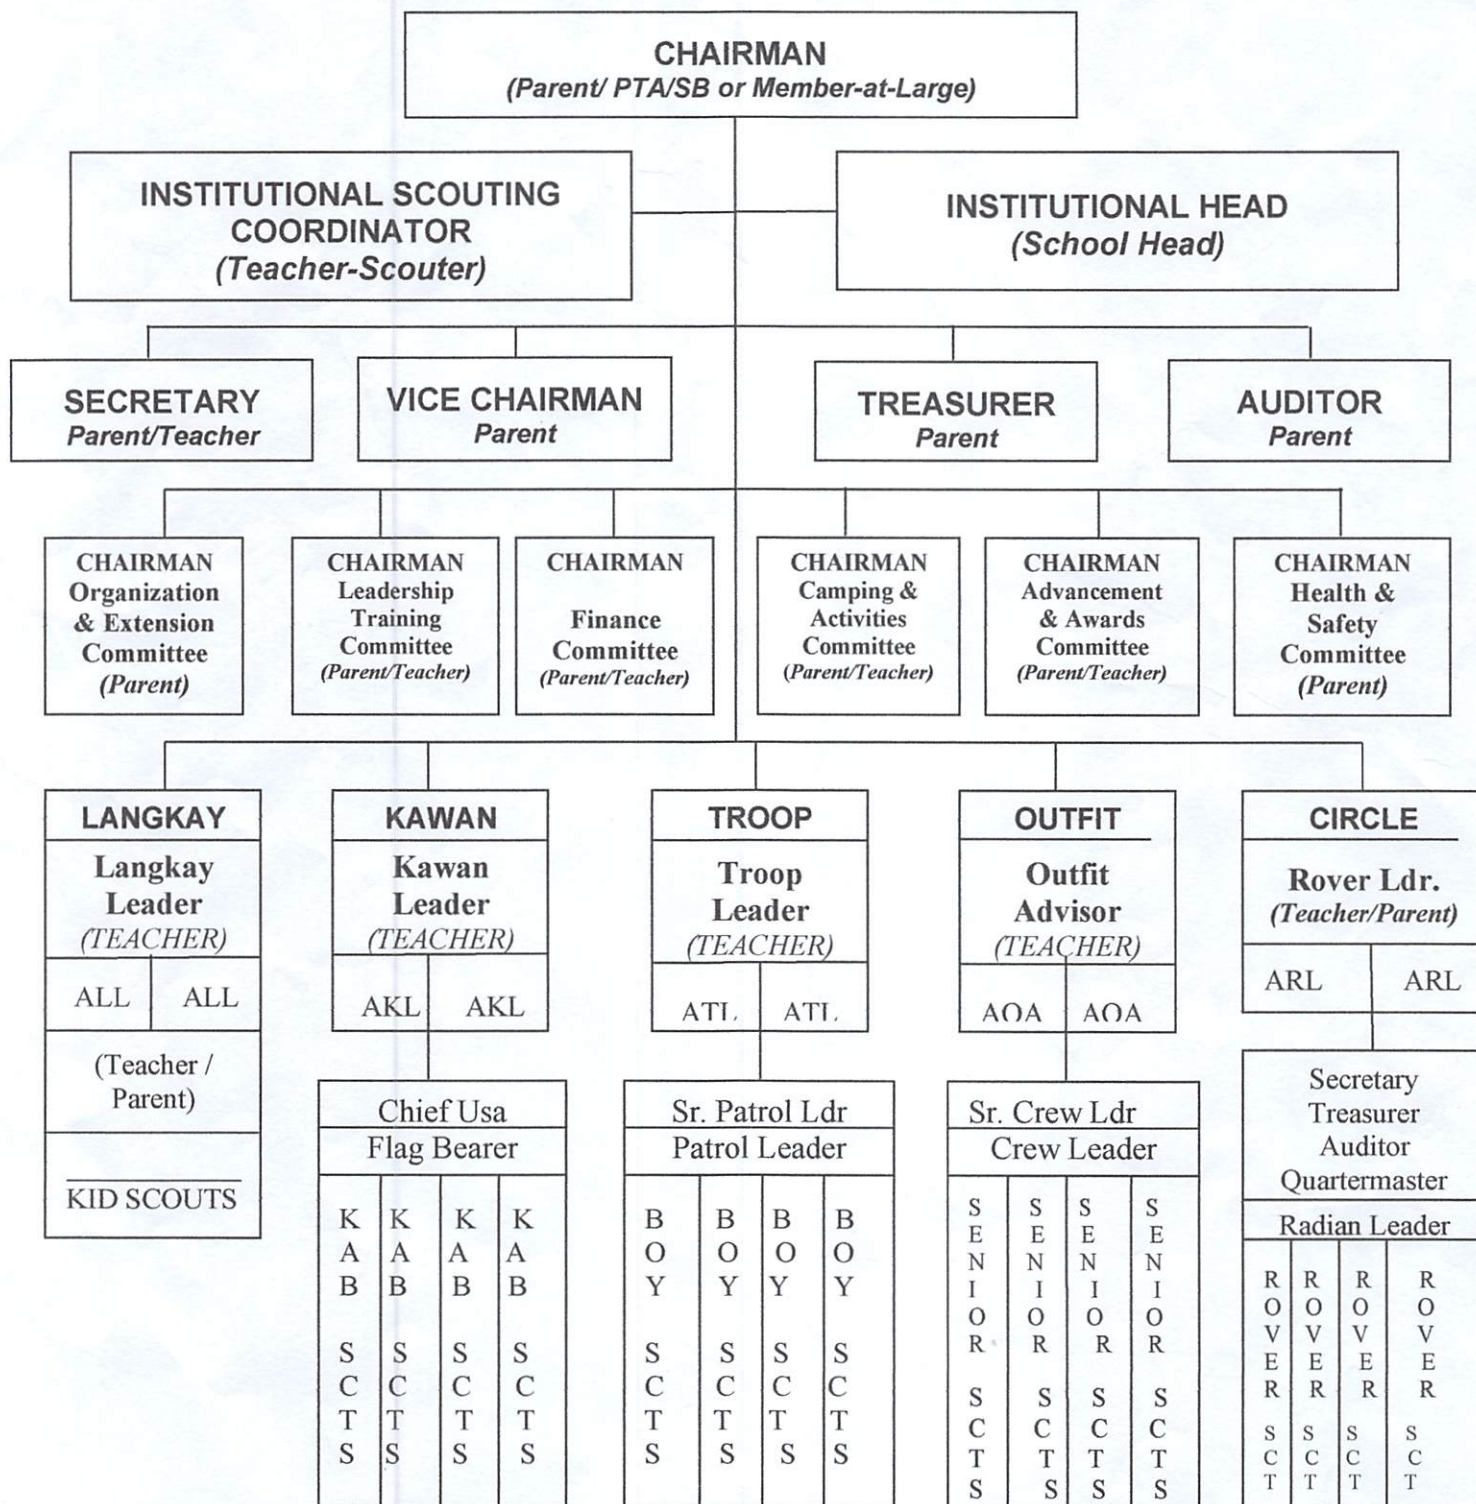 CHAIRMAN
(Parent/ PTA/SB or Member-at-Large)
INSTITUTIONAL SCOUTING
COORDINATOR
(Teacher-Scouter)
INSTITUTIONAL HEAD
(School Head)
SECRETARY
Parent/Teacher
VICE CHAIRMAN
Parent
TREASURER
Parent
AUDITOR
Parent
CHAIRMAN
Organization
& Extension
Committee
(Parent)
CHAIRMAN
Leadership
Training
Committee
(Parent/Teacher)
CHAIRMAN
Finance
Committee
(Parent/Teacher)
CHAIRMAN
Camping &
Activities
Committee
(Parent/Teacher)
CHAIRMAN
Advancement
& Awards
Committee
(Parent/Teacher)
CHAIRMAN
Health &
Safety
Committee
(Parent)
LANGKAY
Langkay
Leader
(TEACHER)
ALL ALL
(Teacher /
Parent)
KID SCOUTS
KAWAN
Kawan
Leader
(TEACHER)
AKL AKL
Chief Usa
Flag Bearer
KAB SCTS
KAB SCTS
KAB SCTS
KAB SCTS
TROOP
Troop
Leader
(TEACHER)
ATL ATL
Sr. Patrol Ldr
Patrol Leader
BOY SCTS
BOY SCTS
BOY SCTS
BOY SCTS
OUTFIT
Outfit
Advisor
(TEACHER)
AOA AOA
Sr. Crew Ldr
Crew Leader
SENIOR SCTS
SENIOR SCTS
SENIOR SCTS
SENIOR SCTS
CIRCLE
Rover Ldr.
(Teacher/Parent)
ARL ARL
Secretary
Treasurer
Auditor
Quartermaster
Radian Leader
ROVER SCT
ROVER SCT
ROVER SCT
ROVER SCT